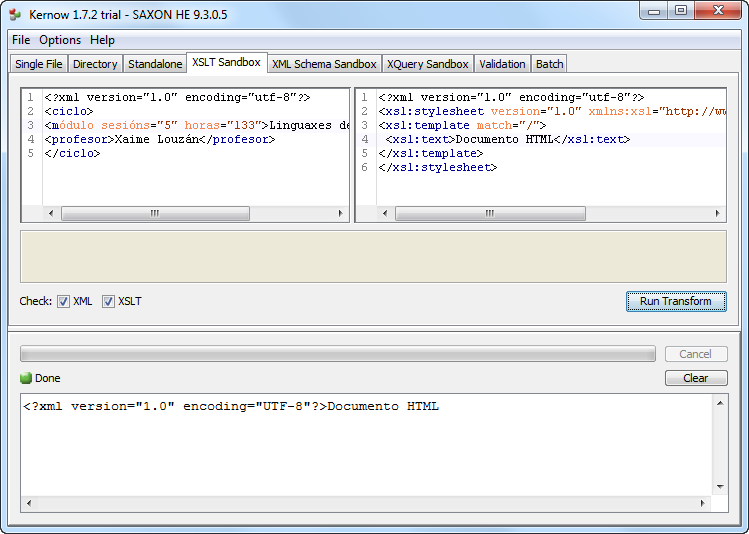 Kernow 1.7.2 trial - SAXON HE 9.3.0.5
File Options Help
Single File Directory Standalone XSLT Sandbox XML Schema Sandbox XQuery Sandbox Validation Batch
1 <?xml version="1.0" encoding="utf-8"?>
2 <ciclo>
3 <módulo sesións="5" horas="133">Linguaxes de
4 <profesor>Xaime Louzán</profesor>
5 </ciclo>
1 <?xml version="1.0" encoding="utf-8"?>
2 <xsl:stylesheet version="1.0" xmlns:xsl="http://ww
3 <xsl:template match="/">
4 <xsl:text>Documento HTML</xsl:text>
5 </xsl:template>
6 </xsl:stylesheet>
Check: XML XSLT Run Transform
Cancel
Done Clear
<?xml version="1.0" encoding="UTF-8"?>Documento HTML